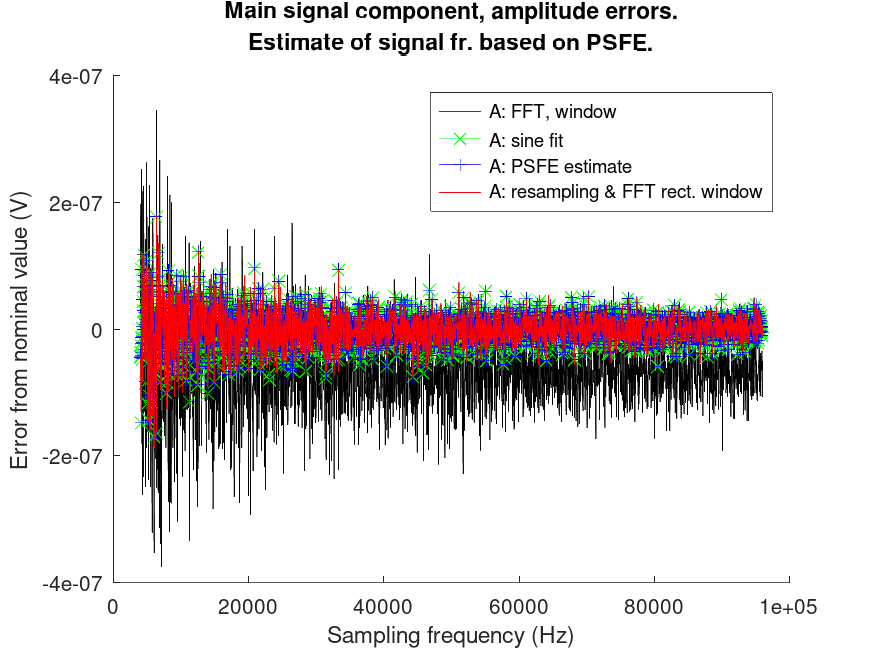 Main signal component, amplitude errors.
Estimate of signal fr. based on PSFE.
4e-07
2e-07
0
-2e-07
-4e-07
Error from nominal value (V)
A: FFT, window
A: sine fit
A: PSFE estimate
A: resampling & FFT rect. window
0
20000
40000
60000
80000
1e+05
Sampling frequency (Hz)